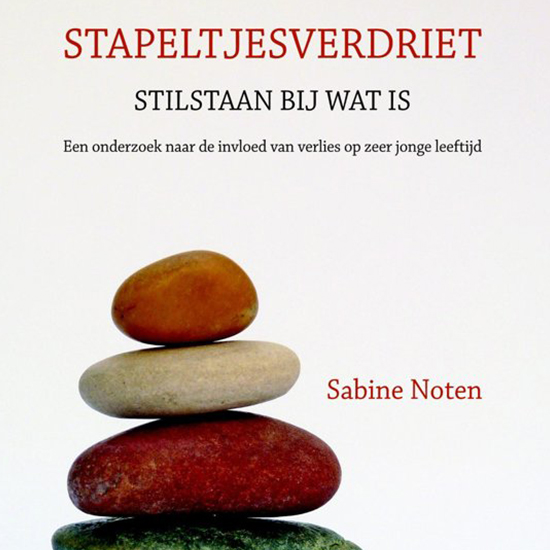 STAPELTJESVERDRIET
STILSTAAN BIJ WAT IS
Een onderzoek naar de invloed van verlies op zeer jonge leeftijd
Sabine Noten